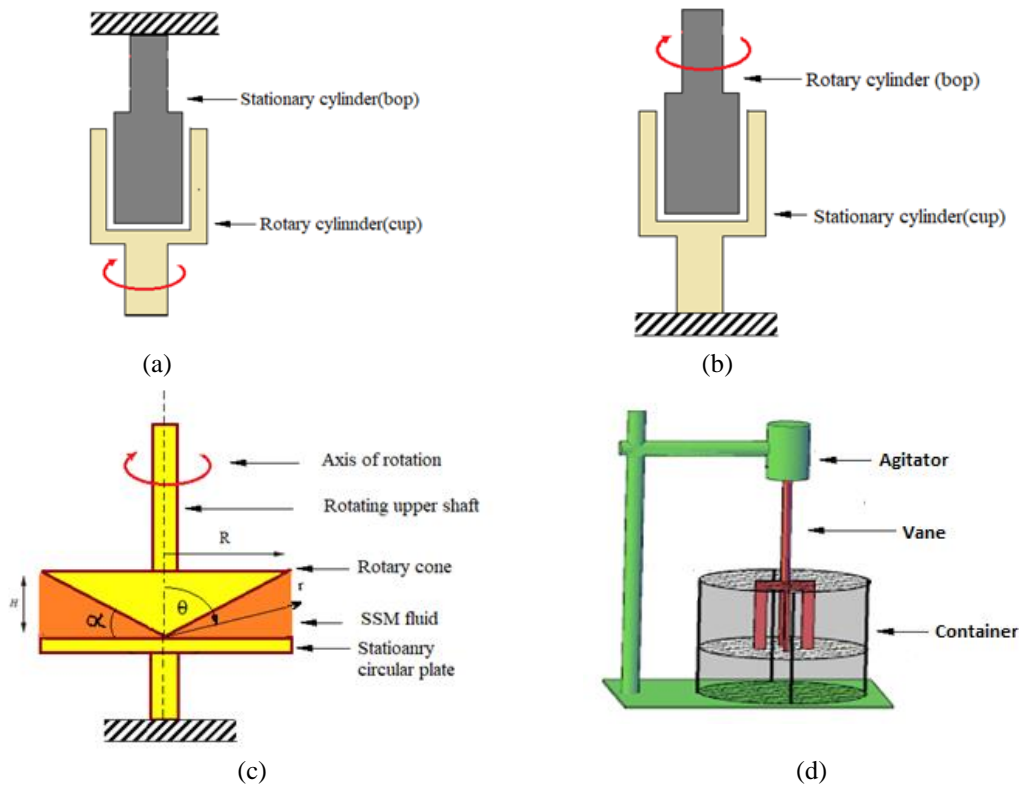 Stationary cylinder(bop)
Rotary cylinnder(cup)
(a)
Rotary cylinder (bop)
Stationary cylinder(cup)
(b)
Axis of rotation
Rotating upper shaft
R
Rotary cone
r
θ
H
SSM fluid
α
Statioanry
circular plate
(c)
Agitator
Vane
Container
(d)